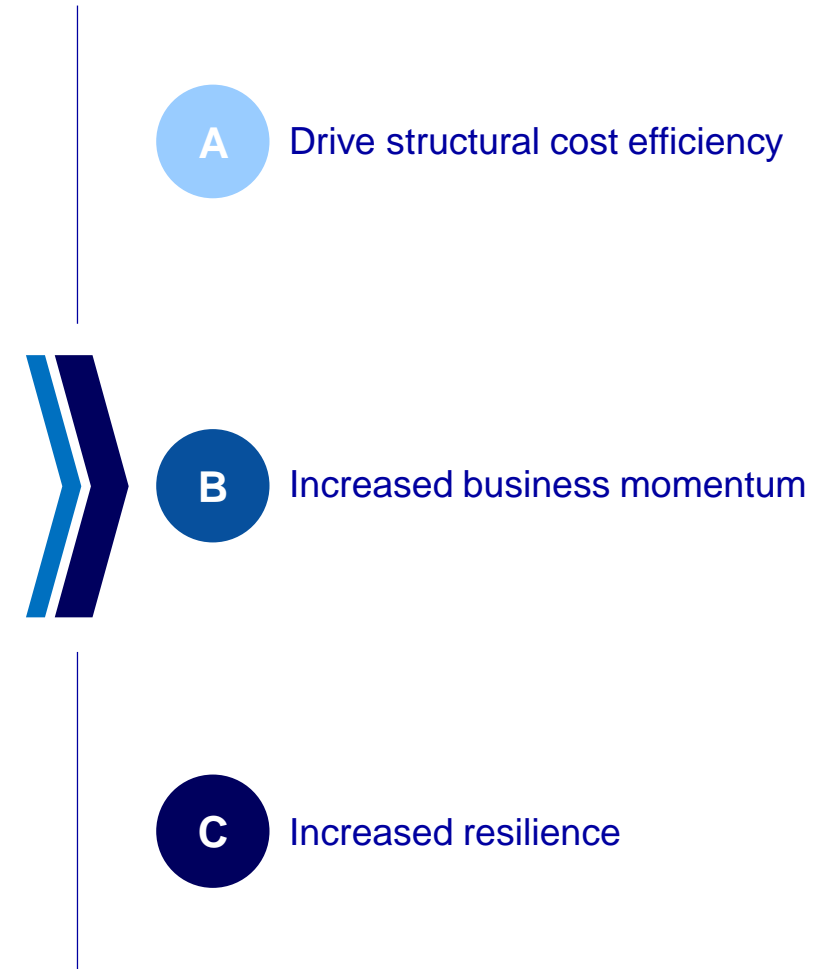 A Drive structural cost efficiency
B Increased business momentum
C Increased resilience